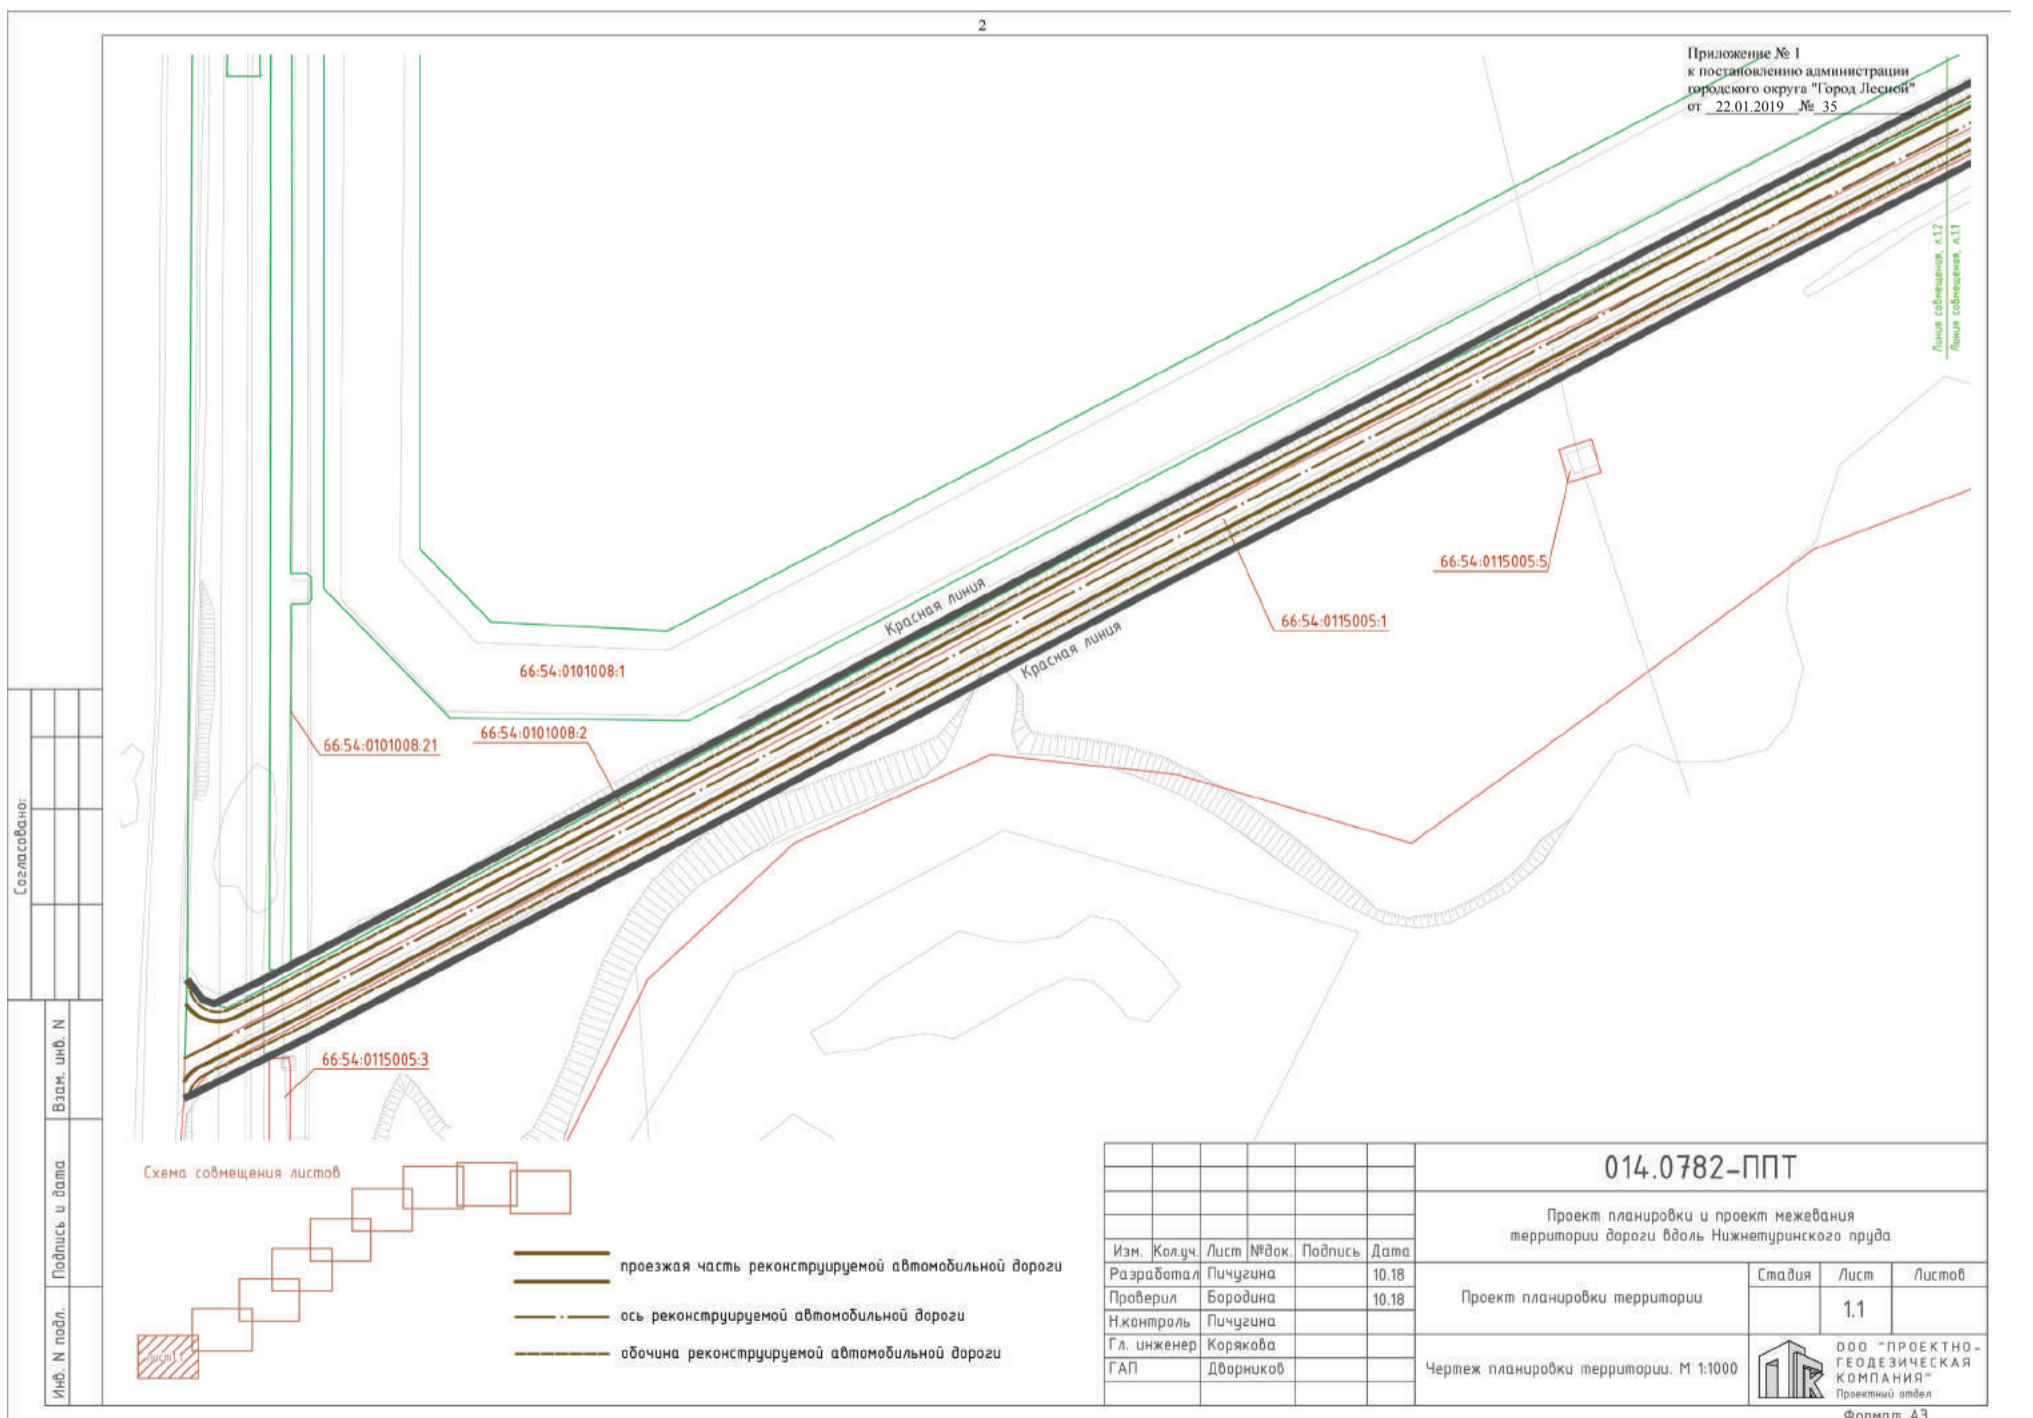 2
Приложение № 1
к постановлению администрации
городского округа "Город Лесной"
от 22.01.2019 № 35
Линия совмещения, л.1.2
Линия совмещения, л.1.1
Красная линия
Красная линия
66:54:0115005:5
66:54:0115005:1
66:54:0101008:1
66:54:0101008:21
66:54:0101008:2
66:54:0115005:3
Согласовано:
Взам. инв. N
Подпись и дата
Инв. N подл.
Схема совмещения листов
лист1.1
проезжая часть реконструируемой автомобильной дороги
ось реконструируемой автомобильной дороги
обочина реконструируемой автомобильной дороги
014.0782-ППТ
Проект планировки и проект межевания
территории дороги вдоль Нижнетуринского пруда
Изм. Кол.уч. Лист №док. Подпись Дата
Разработал Пичугина 10.18
Проверил Бородина 10.18
Н.контроль Пичугина
Гл. инженер Корякова
ГАП Дворников
Проект планировки территории
Стадия Лист Листов
1.1
Чертеж планировки территории. М 1:1000
ООО "ПРОЕКТНО-
ГЕОДЕЗИЧЕСКАЯ
КОМПАНИЯ"
Проектный отдел
Формат А3